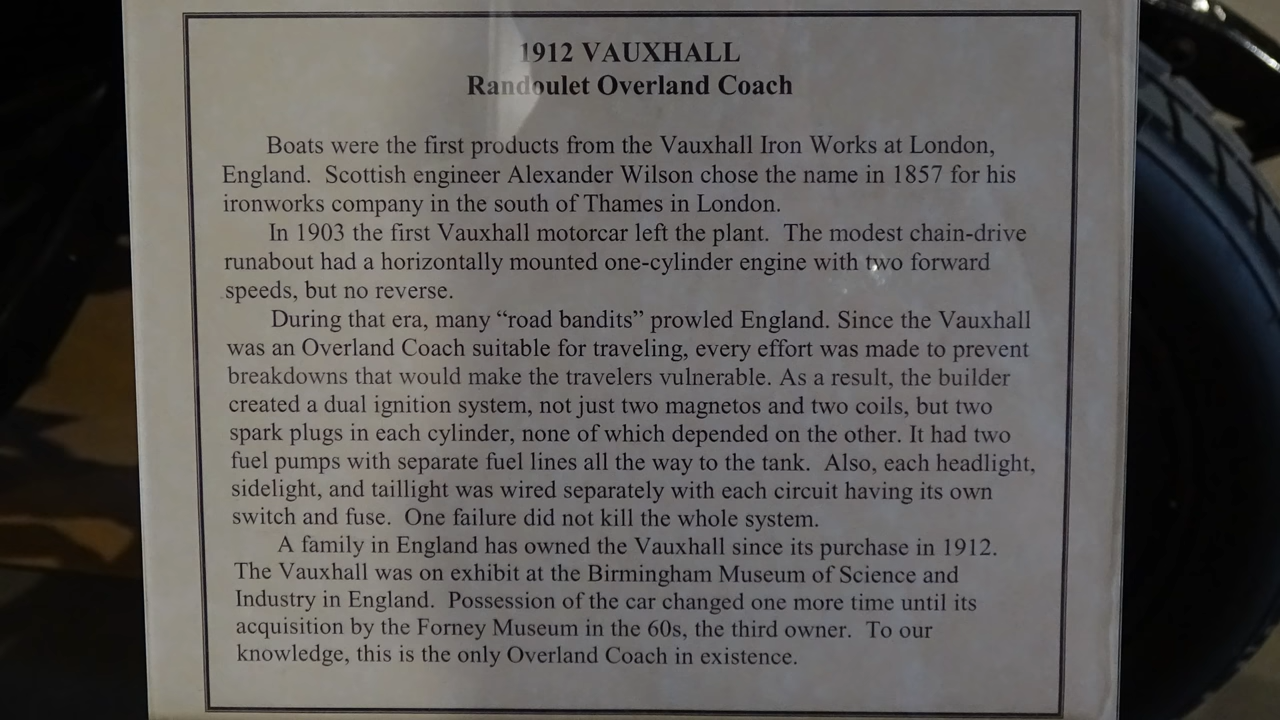 1912 VAUXHALL
Randoulet Overland Coach
Boats were the first products from the Vauxhall Iron Works at London,
England. Scottish engineer Alexander Wilson chose the name in 1857 for his
ironworks company in the south of Thames in London.
In 1903 the first Vauxhall motorcar left the plant. The modest chain-drive
runabout had a horizontally mounted one-cylinder engine with two forward
speeds, but no reverse.
During that era, many “road bandits” prowled England. Since the Vauxhall
was an Overland Coach suitable for traveling, every effort was made to prevent
breakdowns that would make the travelers vulnerable. As a result, the builder
created a dual ignition system, not just two magnetos and two coils, but two
spark plugs in each cylinder, none of which depended on the other. It had two
fuel pumps with separate fuel lines all the way to the tank. Also, each headlight,
sidelight, and taillight was wired separately with each circuit having its own
switch and fuse. One failure did not kill the whole system.
A family in England has owned the Vauxhall since its purchase in 1912.
The Vauxhall was on exhibit at the Birmingham Museum of Science and
Industry in England. Possession of the car changed one more time until its
acquisition by the Forney Museum in the 60s, the third owner. To our
knowledge, this is the only Overland Coach in existence.